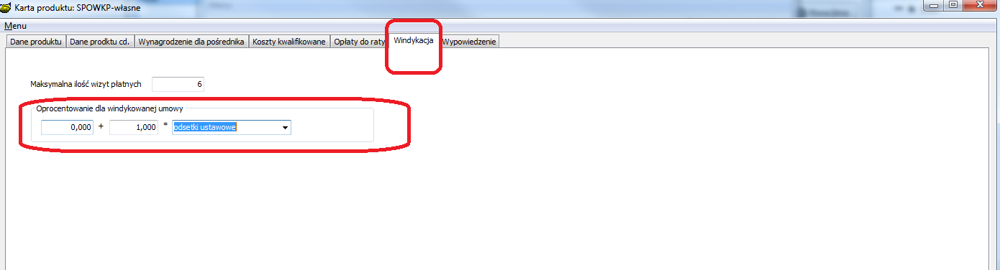 Karta produktu: SPOWKP-własne
Menu
Dane produktu Dane prodktu cd. Wynagrodzenie dla pośrednika Koszty kwalifikowane Opłaty do raty Windykacja Wypowiedzenie
Maksymalna ilość wizyt płatnych 6
Oprocentowanie dla windykowanej umowy
0,000 + 1,000 * odsetki ustawowe